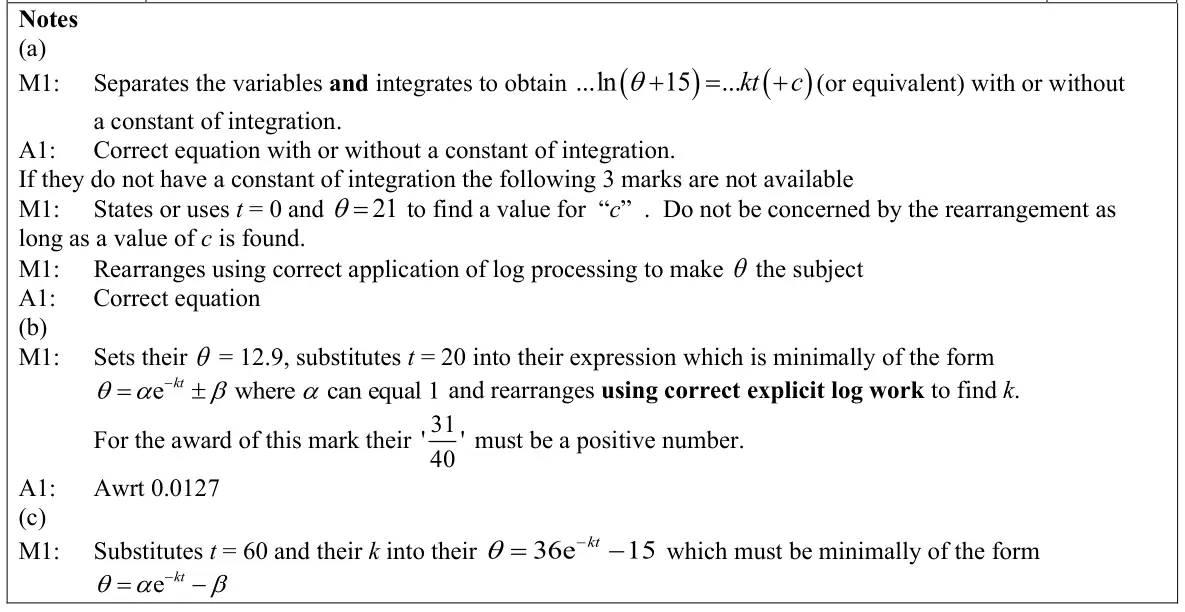 Notes
(a)
M1: Separates the variables and integrates to obtain ...ln(θ+15)=...kt(+c)(or equivalent) with or without
a constant of integration.
A1: Correct equation with or without a constant of integration.
If they do not have a constant of integration the following 3 marks are not available
M1: States or uses t = 0 and θ=21 to find a value for “c” . Do not be concerned by the rearrangement as
long as a value of c is found.
M1: Rearranges using correct application of log processing to make θ the subject
A1: Correct equation
(b)
M1: Sets their θ = 12.9, substitutes t = 20 into their expression which is minimally of the form
θ=αe^{-kt} ± β where α can equal 1 and rearranges using correct explicit log work to find k.
For the award of this mark their '31/40' must be a positive number.
A1: Awrt 0.0127
(c)
M1: Substitutes t = 60 and their k into their θ = 36e^{-kt} −15 which must be minimally of the form
θ=αe^{-kt} − β